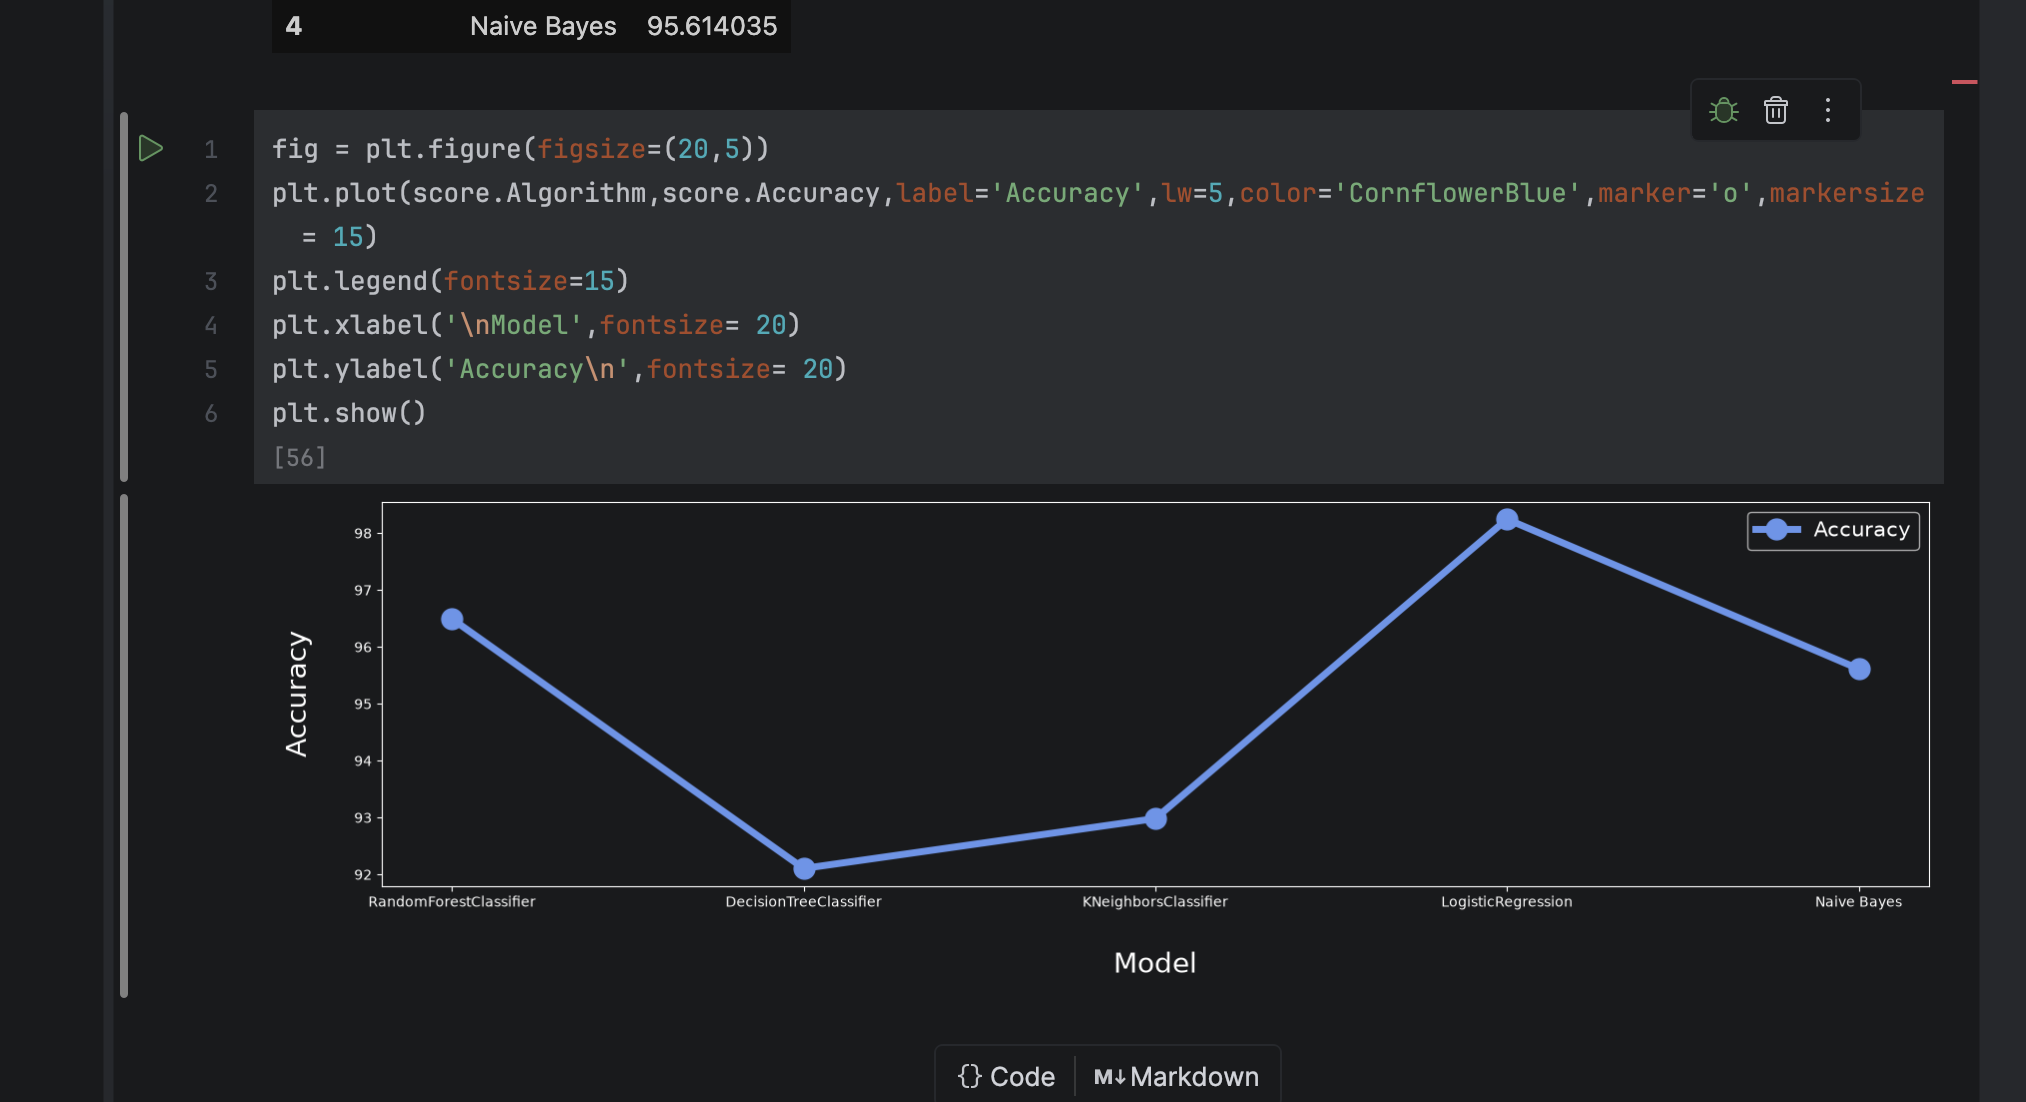 4 Naive Bayes 95.614035
1 fig = plt.figure(figsize=(20,5))
2 plt.plot(score.Algorithm,score.Accuracy,label='Accuracy',lw=5,color='CornflowerBlue',marker='o',markersize
= 15)
3 plt.legend(fontsize=15)
4 plt.xlabel('\nModel',fontsize= 20)
5 plt.ylabel('Accuracy\n',fontsize= 20)
6 plt.show()
[56]
Accuracy
98
97
96
95
94
93
92
Accuracy
RandomForestClassifier DecisionTreeClassifier KNeighborsClassifier LogisticRegression Naive Bayes
Model
{} Code M↓ Markdown